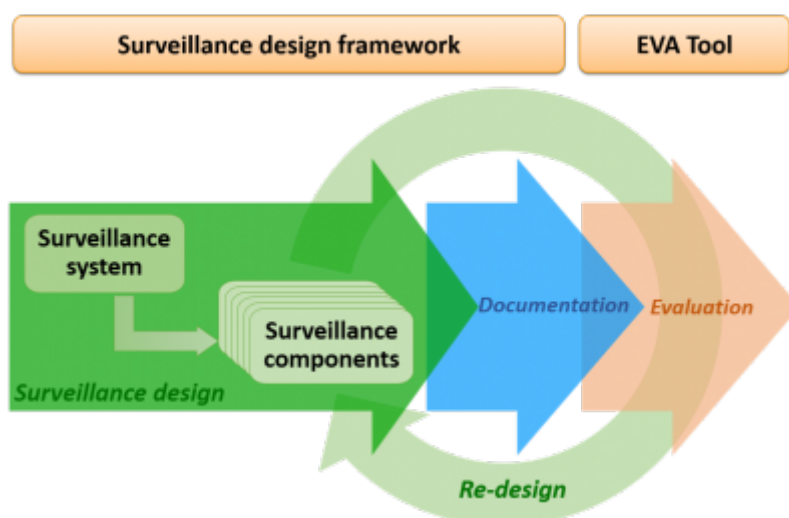 Surveillance design framework
EVA Tool
Surveillance
system
Surveillance
components
Documentation
Evaluation
Surveillance design
Re-design